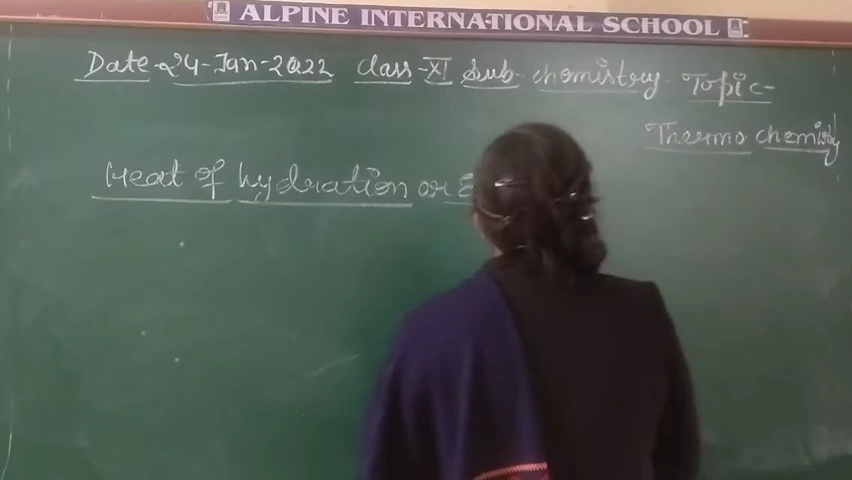 ALPINE INTERNATIONAL SCHOOL
Date-24-Jan-2022 Class-XI Sub-chemistry Topic-
Thermo chemistry
Heat of hydration or